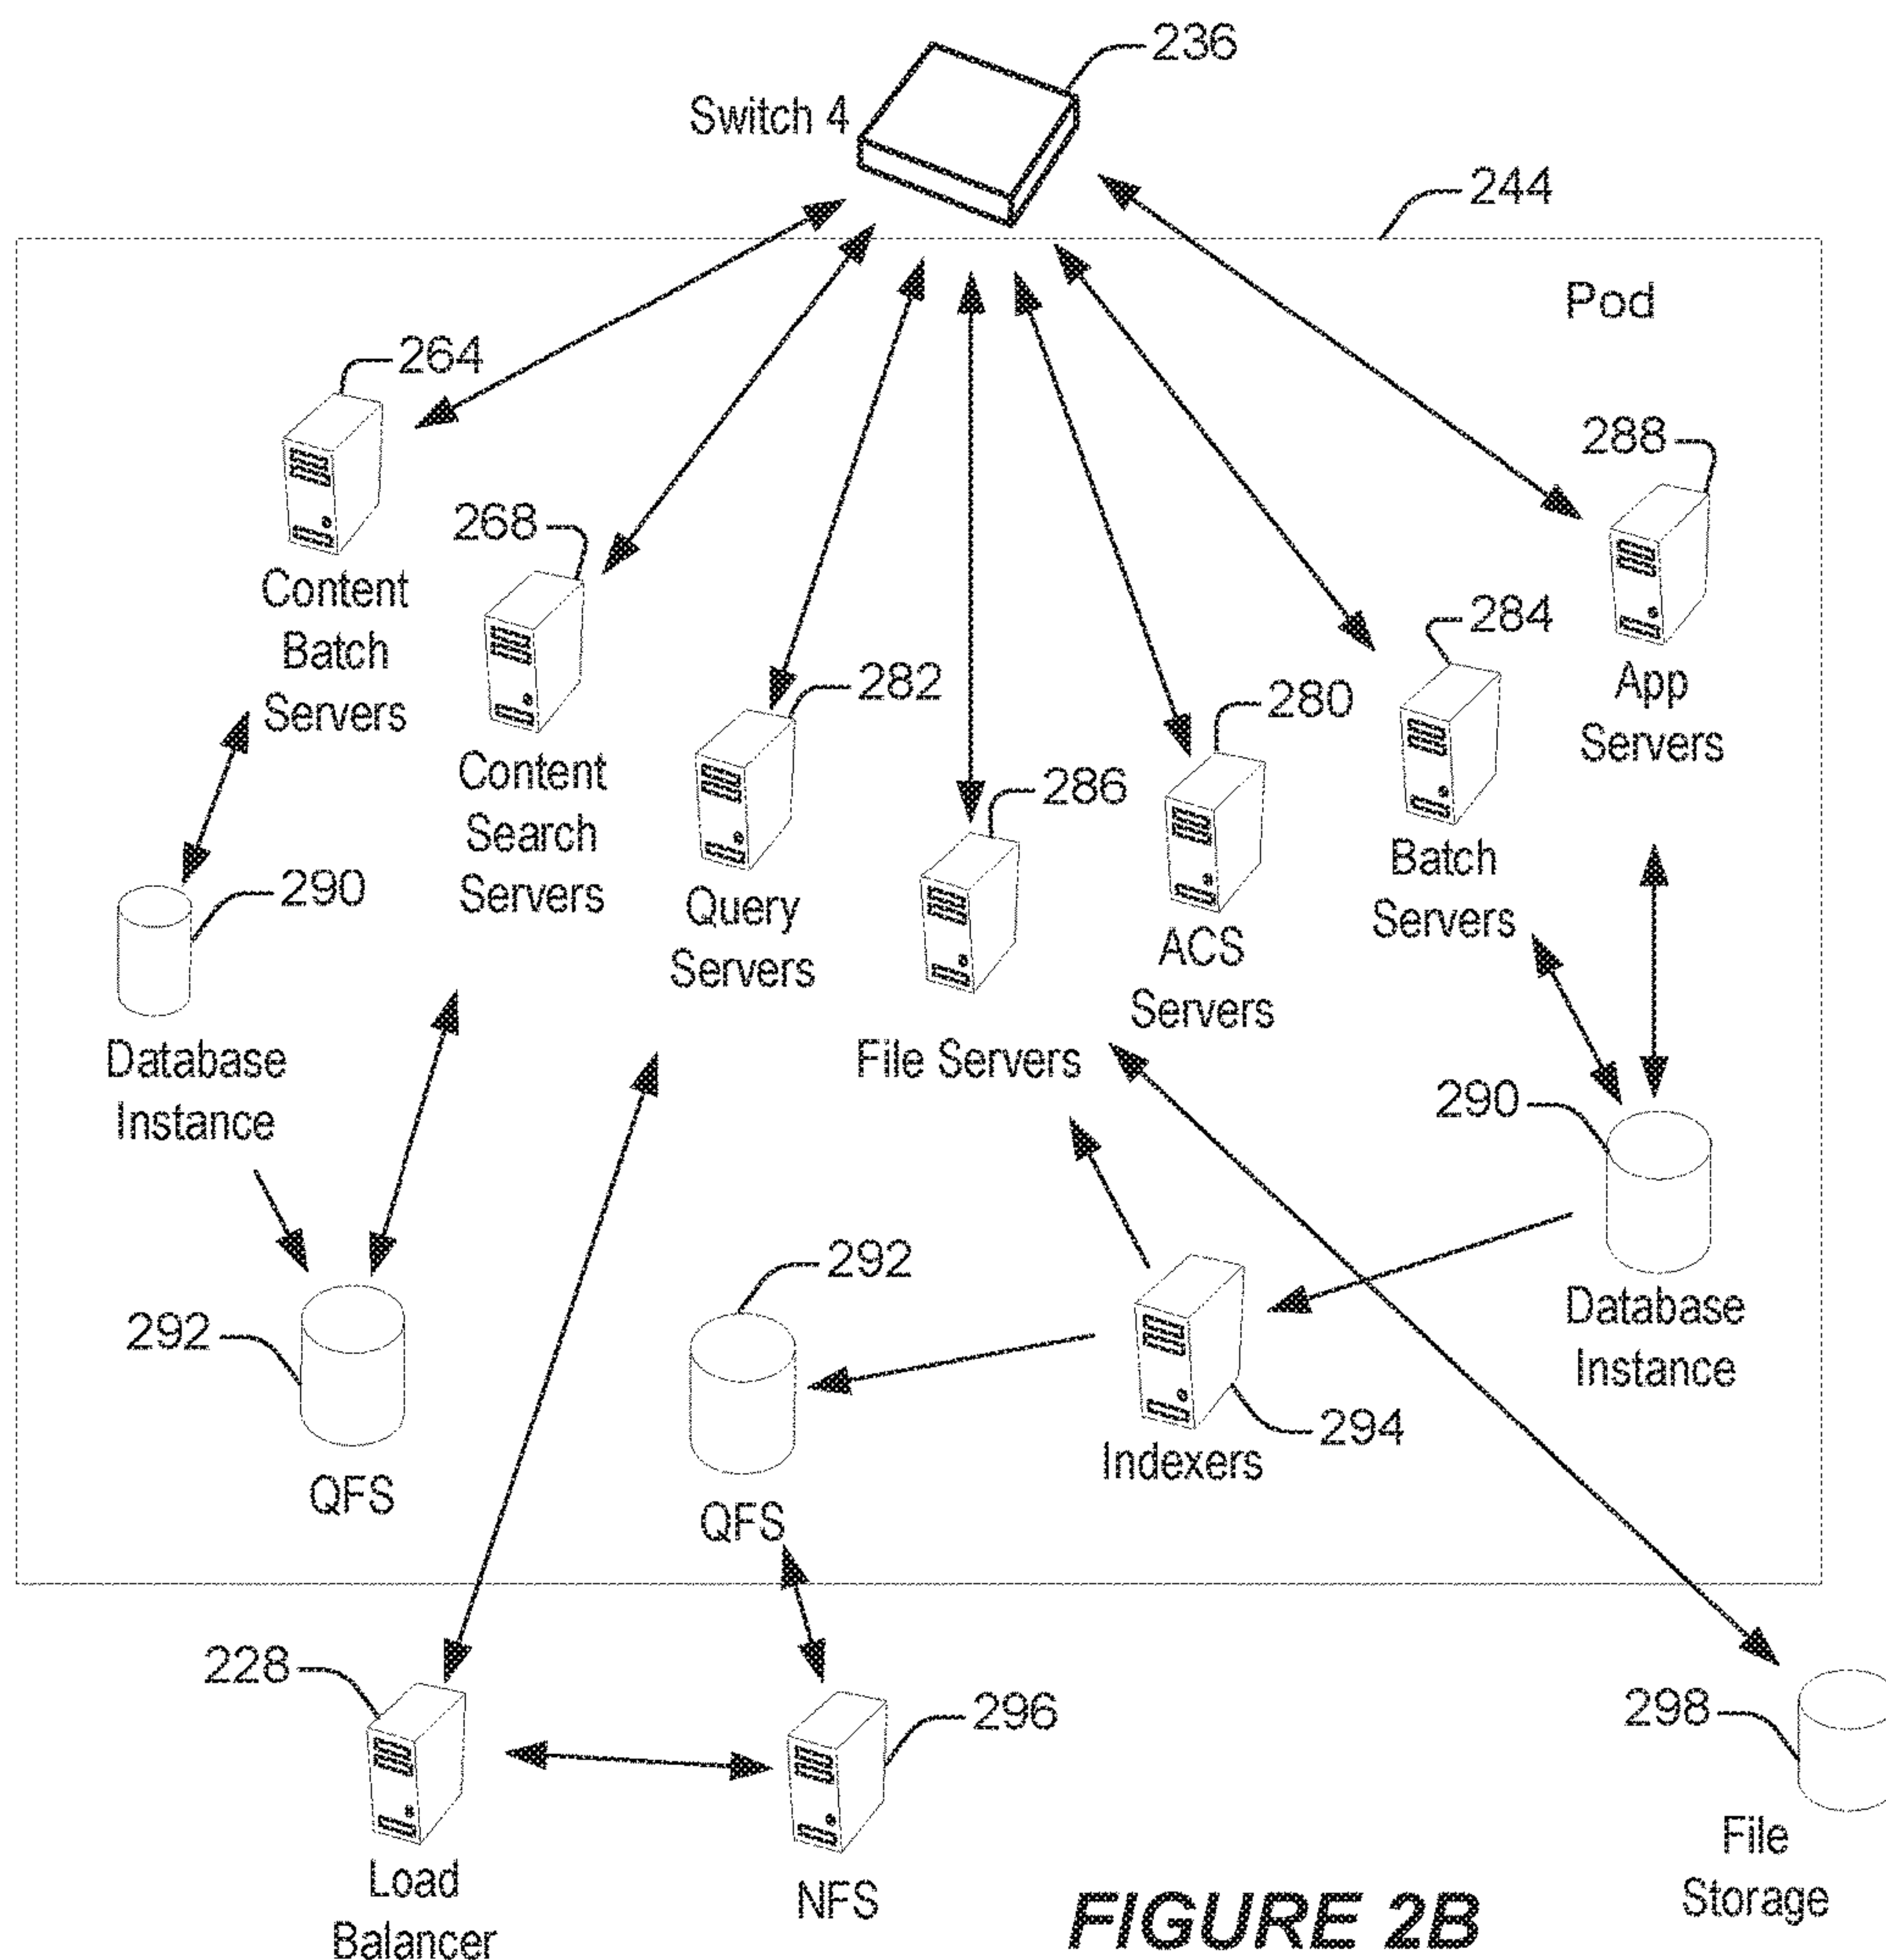 236
Switch 4
244
Pod
264
Content
Batch
Servers
268
Content
Search
Servers
282
Query
Servers
286
File Servers
280
ACS
Servers
284
Batch
Servers
288
App
Servers
290
Database
Instance
290
Database
Instance
292
QFS
292
QFS
294
Indexers
228
Load
Balancer
296
NFS
298
File
Storage
FIGURE 2B